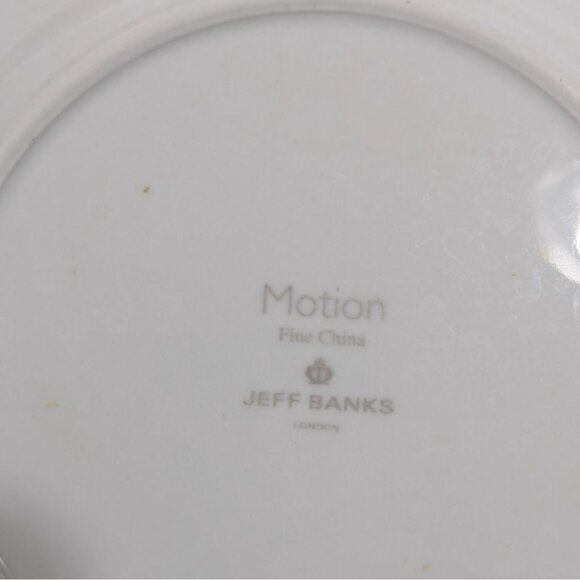 Motion
Fine China
JEFF BANKS
LONDON